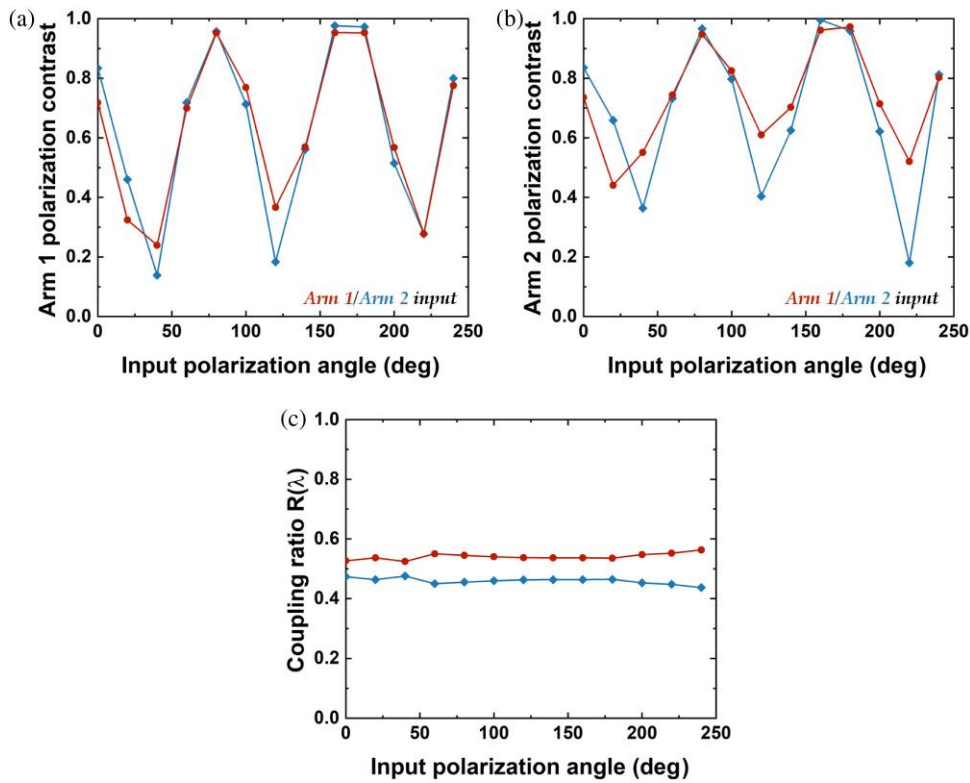 (a)
1.0
0.8
0.6
0.4
0.2
0.0
Arm 1 polarization contrast
Arm 1/Arm 2 input
0 50 100 150 200 250
Input polarization angle (deg)
(b)
1.0
0.8
0.6
0.4
0.2
0.0
Arm 2 polarization contrast
Arm 1/Arm 2 input
0 50 100 150 200 250
Input polarization angle (deg)
(c)
1.0
0.8
0.6
0.4
0.2
0.0
Coupling ratio R(λ)
0 50 100 150 200 250
Input polarization angle (deg)